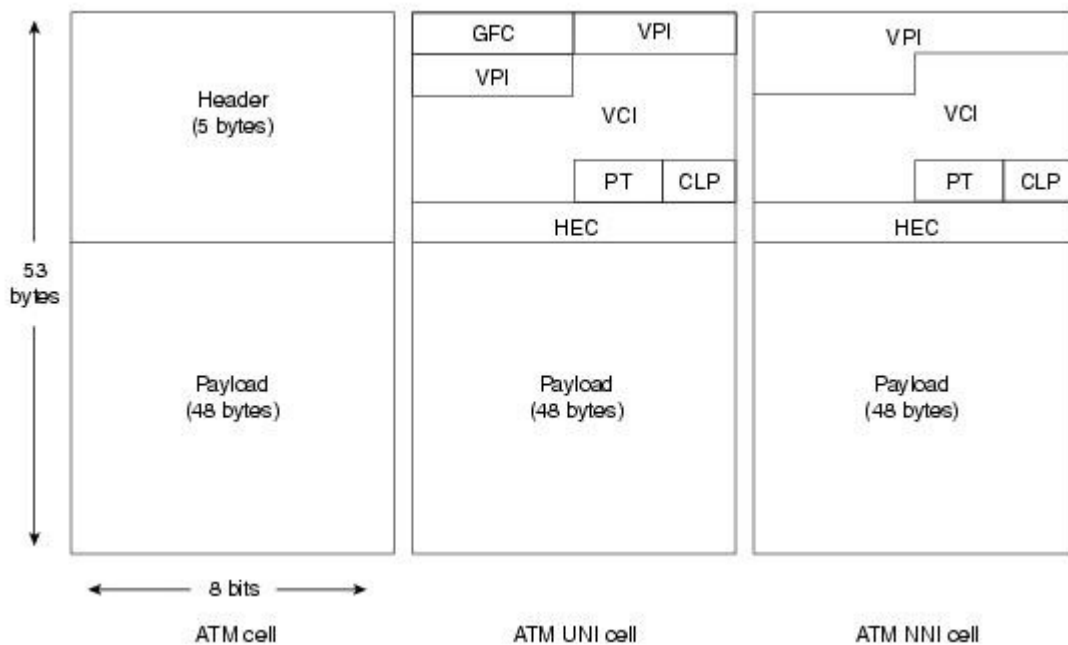 GFC VPI VPI
VPI
Header
(5 bytes)
VCI VCI
PT CLP PT CLP
HEC HEC
53
bytes
Payload
(48 bytes)
Payload
(48 bytes)
Payload
(48 bytes)
8 bits
ATM cell ATM UNI cell ATM NNI cell